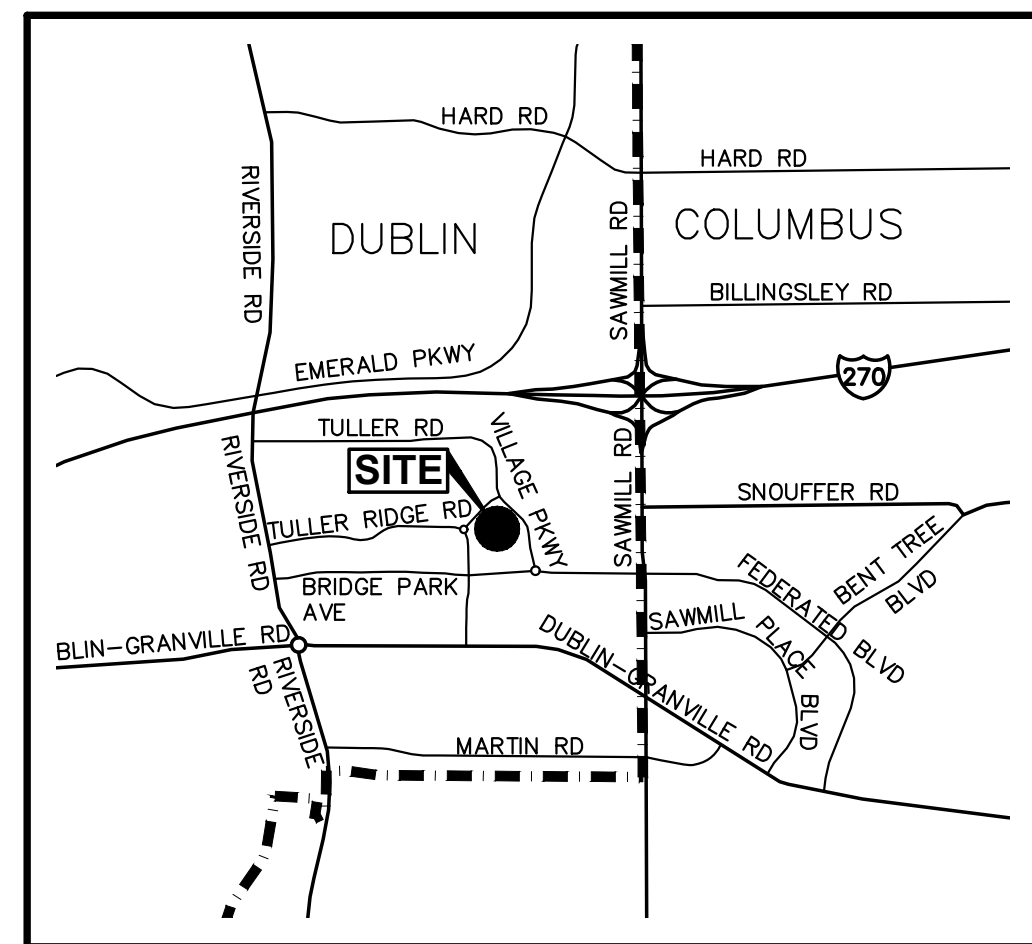 HARD RD
HARD RD
RIVERSIDE RD
DUBLIN
SAWMILL RD
COLUMBUS
BILLINGSLEY RD
EMERALD PKWY
270
TULLER RD
VILLAGE PKWY
SAWMILL RD
RIVERSIDE RD
SITE
SNOUFFER RD
TULLER RIDGE RD
BENT TREE
BLVD
FEDERATED BLVD
BRIDGE PARK
AVE
SAWMILL PLACE BLVD
BLIN-GRANVILLE RD
DUBLIN-GRANVILLE RD
RIVERSIDE
RD
MARTIN RD